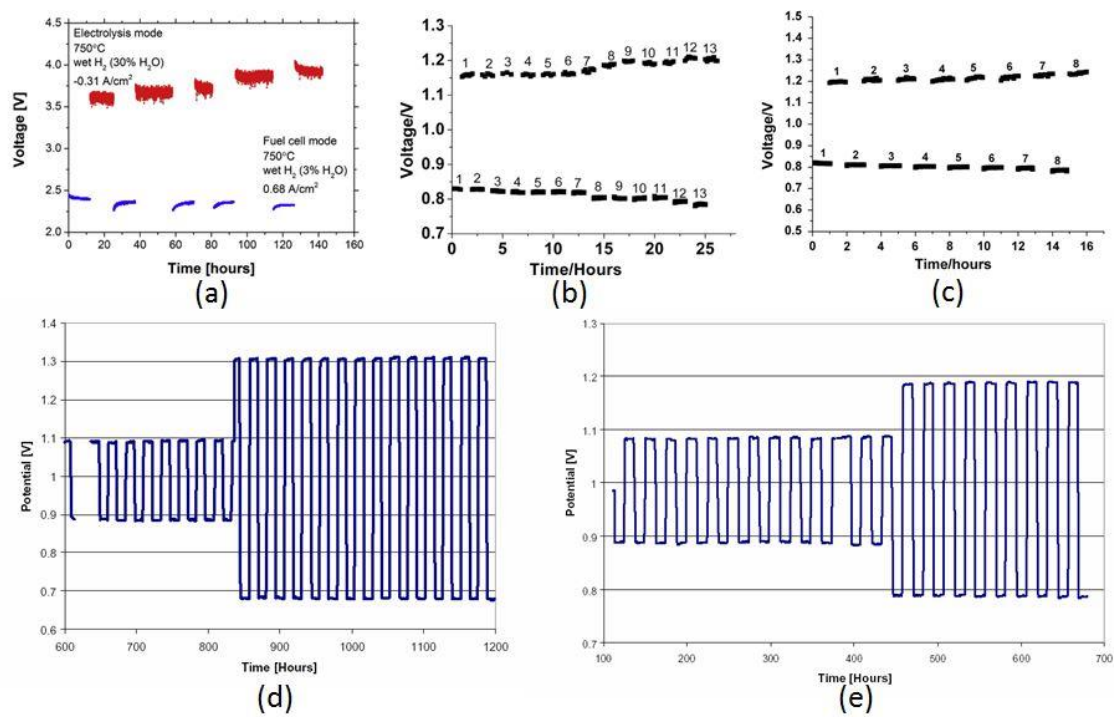 4.5
4.0
3.5
3.0
2.5
2.0
Voltage [V]
Electrolysis mode
750°C
wet H₂ (30% H₂O)
-0.31 A/cm²
Fuel cell mode
750°C
wet H₂ (3% H₂O)
0.68 A/cm²
0 20 40 60 80 100 120 140 160
Time [hours]
(a)
1.3
1.2
1.1
1.0
0.9
0.8
0.7
Voltage/V
1 2 3 4 5 6 7 8 9 10 11 12 13
1 2 3 4 5 6 7 8 9 10 11 12 13
0 5 10 15 20 25
Time/Hours
(b)
1.5
1.4
1.3
1.2
1.1
1.0
0.9
0.8
0.7
0.6
0.5
Voltage/V
1 2 3 4 5 6 7 8
1 2 3 4 5 6 7 8
0 2 4 6 8 10 12 14 16
Time/hours
(c)
1.4
1.3
1.2
1.1
1
0.9
0.8
0.7
0.6
Potential [V]
600 700 800 900 1000 1100 1200
Time [Hours]
(d)
1.3
1.2
1.1
1
0.9
0.8
0.7
Potential [V]
100 200 300 400 500 600 700
Time [Hours]
(e)